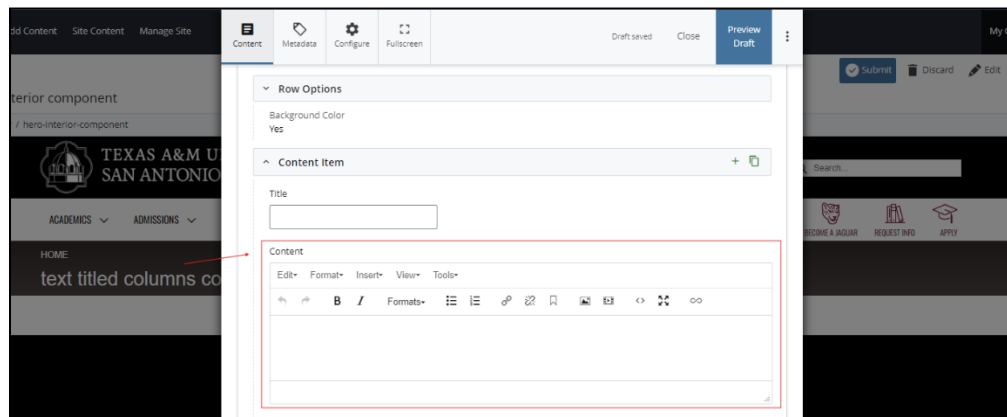 dd Content Site Content Manage Site
Content Metadata Configure Fullscreen
Draft saved Close Preview Draft
My
Submit Discard Edit
terior component
/ hero-interior-component
Row Options
Background Color
Yes
TEXAS A&M U
SAN ANTONIO
Content Item
Search...
Title
ACADEMICS ADMISSIONS
BECOME A JAGUAR REQUEST INFO APPLY
HOME
text titled columns co
Content
Edit Format Insert View Tools
B I Formats